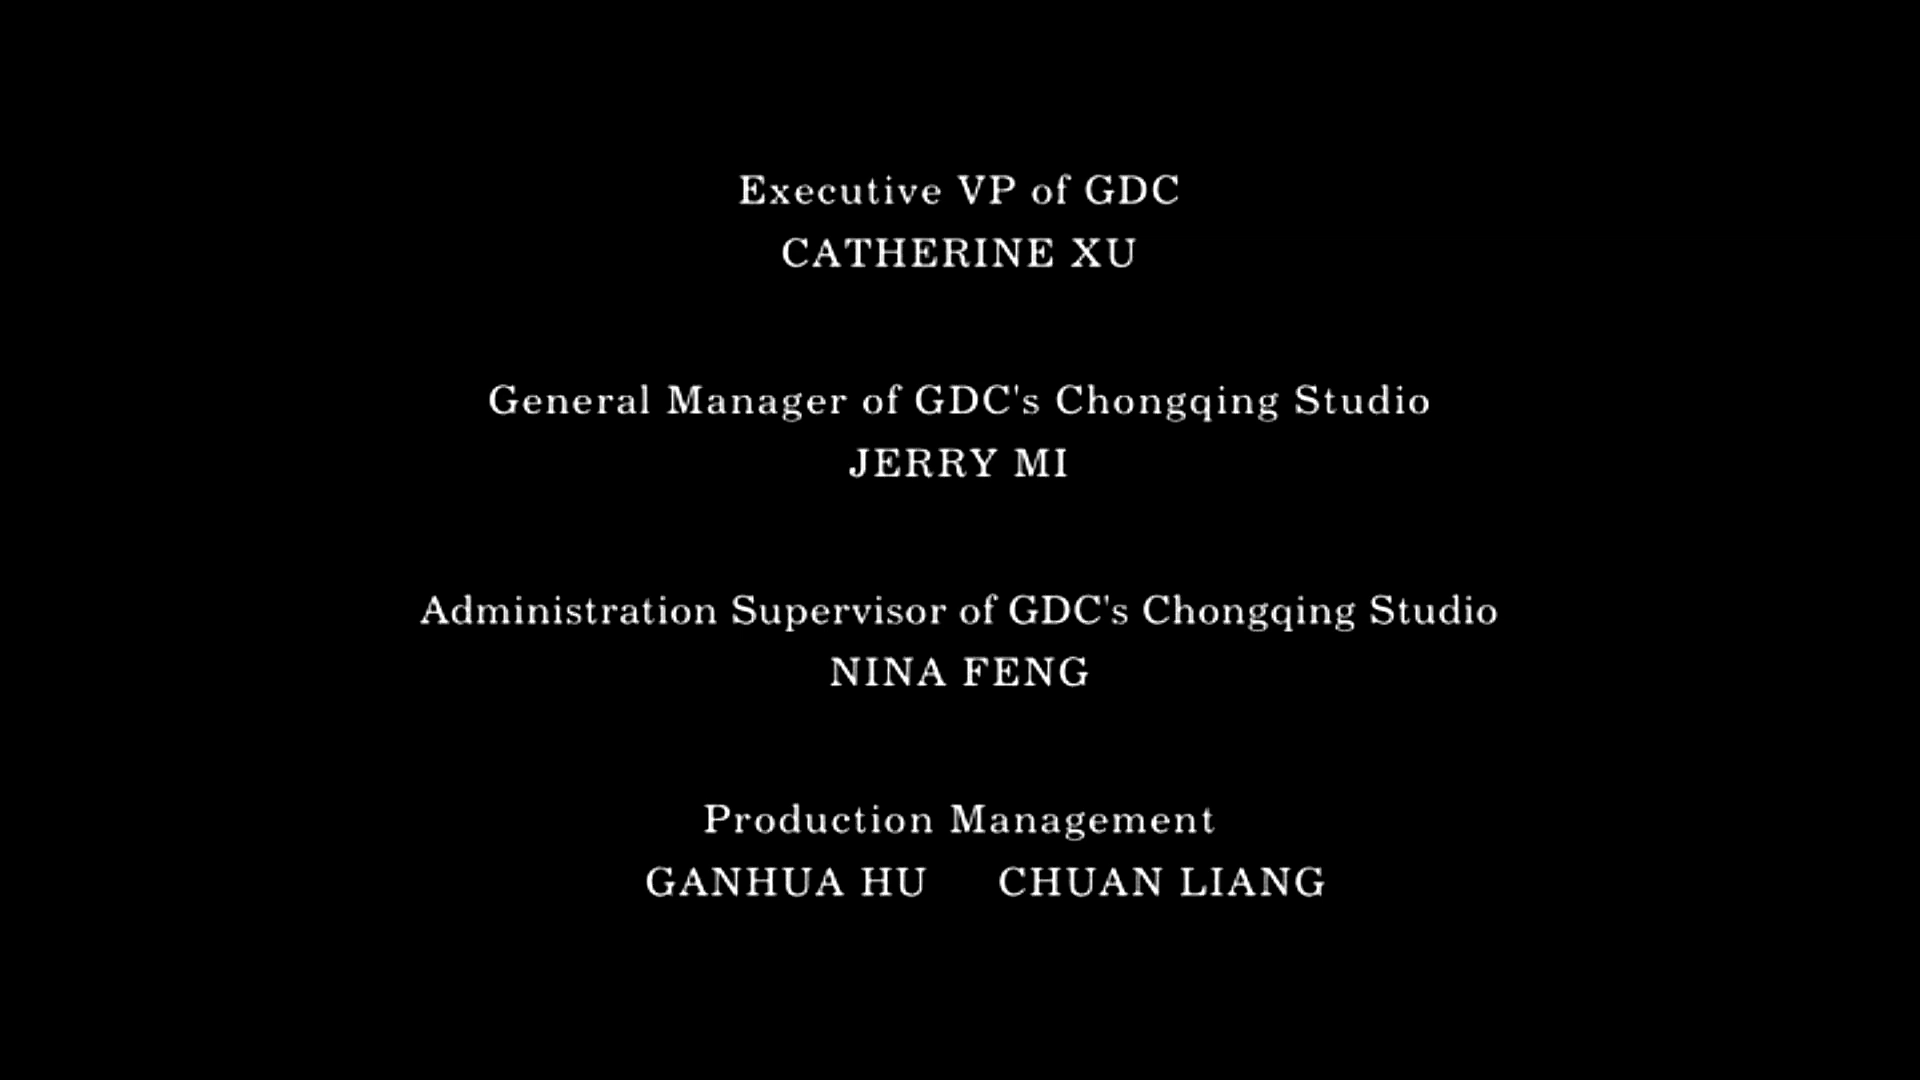 Executive VP of GDC
CATHERINE XU
General Manager of GDC's Chongqing Studio
JERRY MI
Administration Supervisor of GDC's Chongqing Studio
NINA FENG
Production Management
GANHUA HU CHUAN LIANG